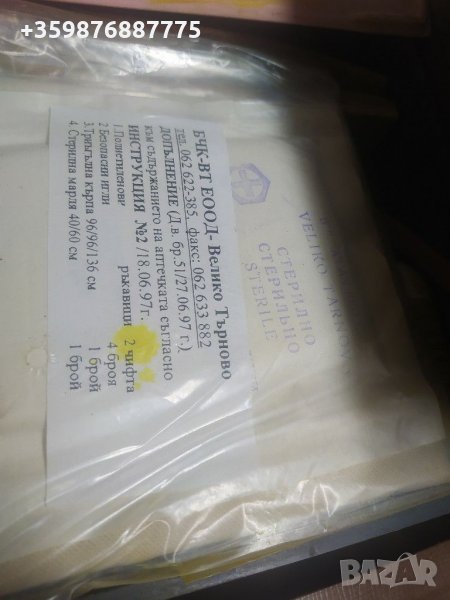 +359876887775
БЧК-ВТ ЕООД- Велико Търново
тел. 062 622-385, факс: 062 633 882
ДОПЪЛНЕНИЕ (Д.в. бр.51/27.06.97 г.)
към съдържанието на аптечката съгласно
ИНСТРУКЦИЯ №2 /18.06.97г.
1 Полиетиленови ръкавици 2 чифта
2 Безопасни игли 4 броя
3.Триъгълна кърпа 96/96/136 см 1 брой
4. Стерилна марля 40/60 см 1 брой
VELIKO TARNO
СТЕРИЛНО
СТЕРИЛЬНО
STERILE
BAZAR